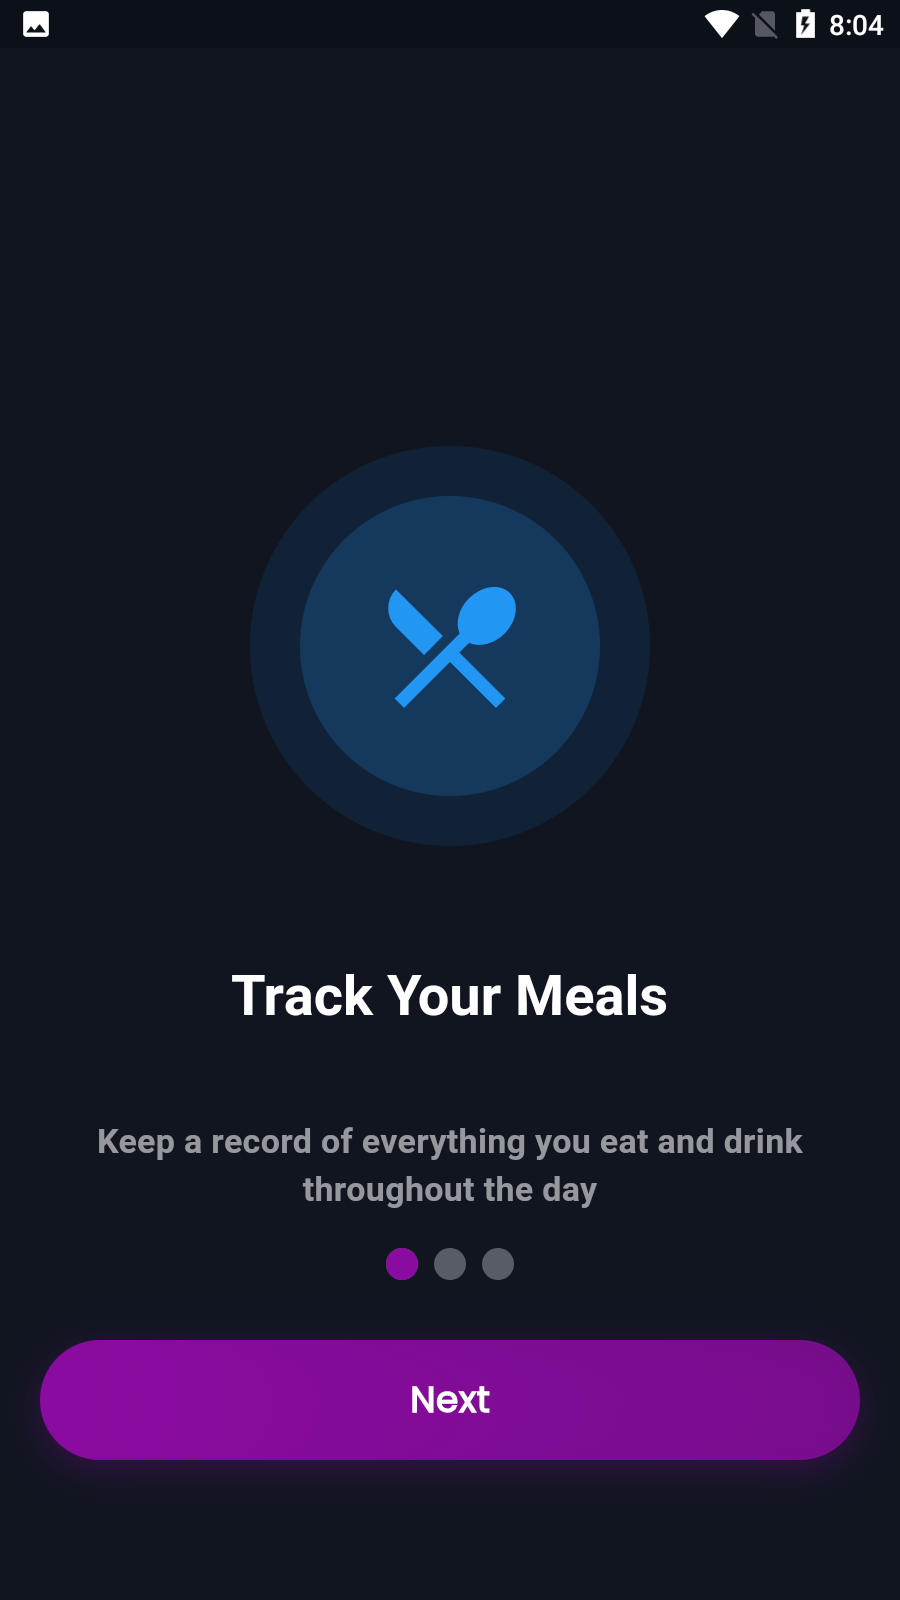 8:04
Track Your Meals
Keep a record of everything you eat and drink
throughout the day
Next